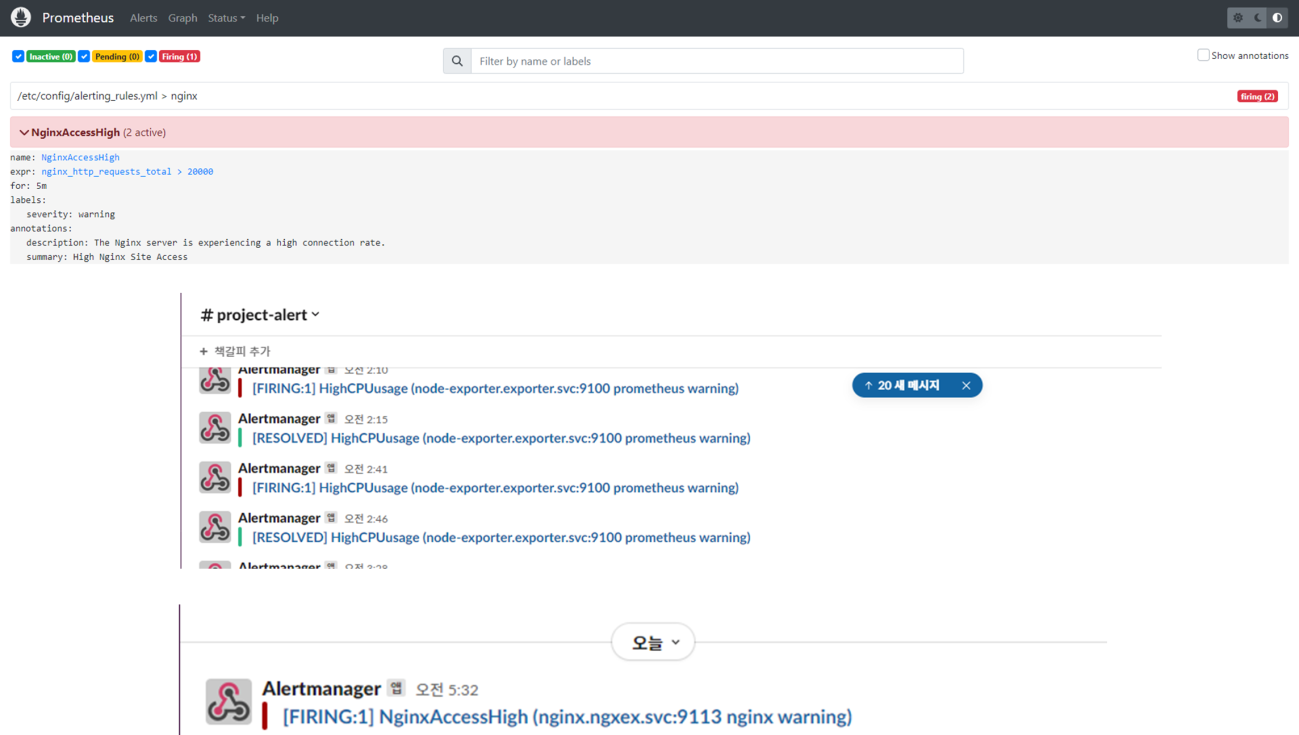 Prometheus Alerts Graph Status Help
Inactive (0) Pending (0) Firing (1)
Filter by name or labels
Show annotations
/etc/config/alerting_rules.yml > nginx
firing (2)
NginxAccessHigh (2 active)
name: NginxAccessHigh
expr: nginx_http_requests_total > 20000
for: 5m
labels:
severity: warning
annotations:
description: The Nginx server is experiencing a high connection rate.
summary: High Nginx Site Access
# project-alert
+ 책갈피 추가
Alertmanager 앱 오전 2:10
[FIRING:1] HighCPUusage (node-exporter.exporter.svc:9100 prometheus warning)
↑ 20 새 메시지 ×
Alertmanager 앱 오전 2:15
[RESOLVED] HighCPUusage (node-exporter.exporter.svc:9100 prometheus warning)
Alertmanager 앱 오전 2:41
[FIRING:1] HighCPUusage (node-exporter.exporter.svc:9100 prometheus warning)
Alertmanager 앱 오전 2:46
[RESOLVED] HighCPUusage (node-exporter.exporter.svc:9100 prometheus warning)
Alertmanager 앱 오전 3:28
오늘
Alertmanager 앱 오전 5:32
[FIRING:1] NginxAccessHigh (nginx.ngxex.svc:9113 nginx warning)